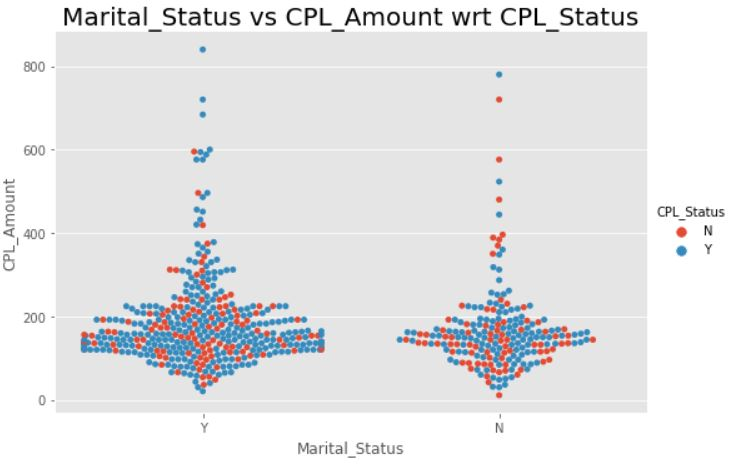 Marital_Status vs CPL_Amount wrt CPL_Status
800
600
400
200
0
CPL_Amount
Y
N
Marital_Status
CPL_Status
N
Y